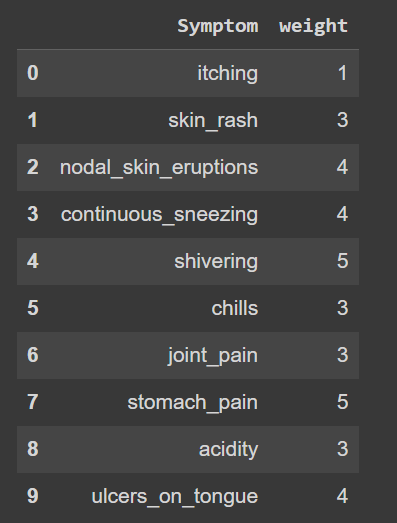 Symptom weight
0 itching 1
1 skin_rash 3
2 nodal_skin_eruptions 4
3 continuous_sneezing 4
4 shivering 5
5 chills 3
6 joint_pain 3
7 stomach_pain 5
8 acidity 3
9 ulcers_on_tongue 4